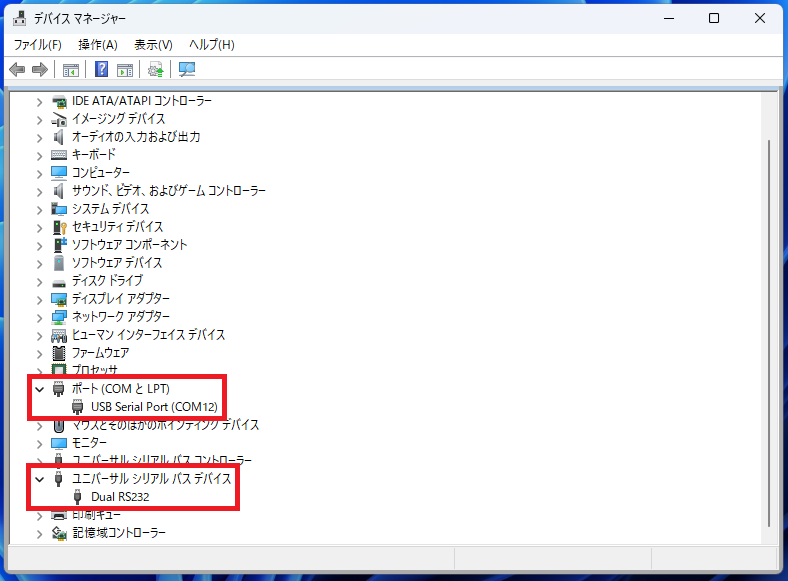 デバイス マネージャー
ファイル(F) 操作(A) 表示(V) ヘルプ(H)
IDE ATA/ATAPI コントローラー
イメージング デバイス
オーディオの入力および出力
キーボード
コンピューター
サウンド、ビデオ、およびゲーム コントローラー
システム デバイス
セキュリティ デバイス
ソフトウェア コンポーネント
ソフトウェア デバイス
ディスク ドライブ
ディスプレイ アダプター
ネットワーク アダプター
ヒューマン インターフェイス デバイス
ファームウェア
プロセッサ
ポート (COM と LPT)
USB Serial Port (COM12)
マウスとそのほかのポインティング デバイス
モニター
ユニバーサル シリアル バス コントローラー
ユニバーサル シリアル バス デバイス
Dual RS232
印刷キュー
記憶域コントローラー